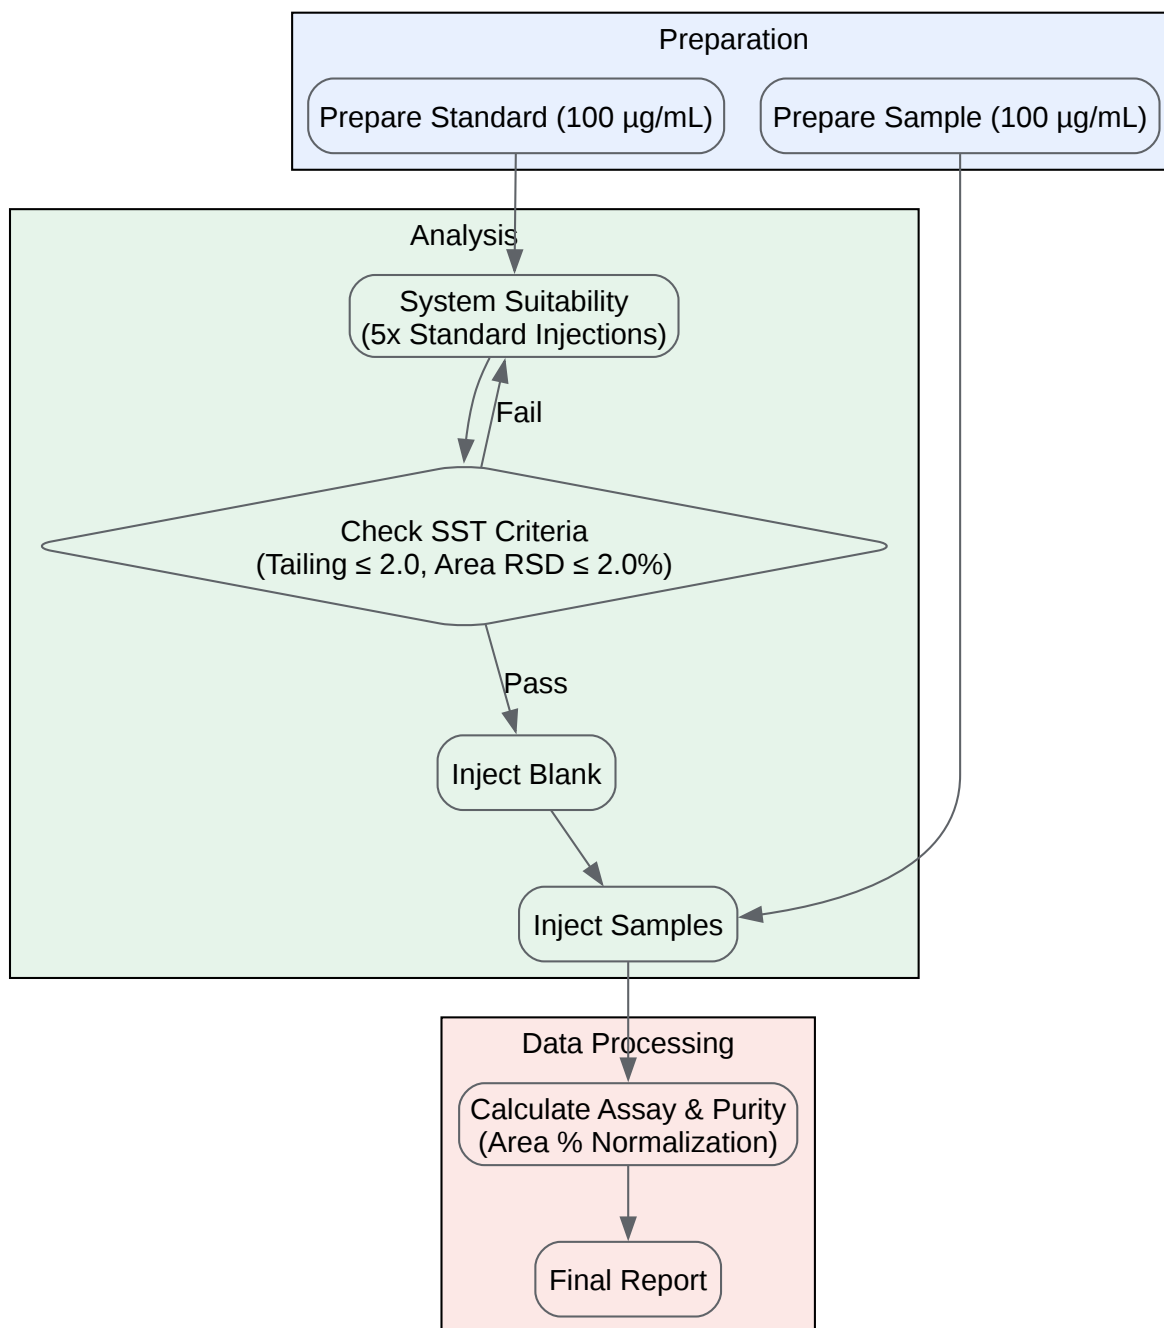 Preparation
Prepare Standard (100 µg/mL)
Prepare Sample (100 µg/mL)
Analysis
System Suitability
(5x Standard Injections)
Fail
Check SST Criteria
(Tailing ≤ 2.0, Area RSD ≤ 2.0%)
Pass
Inject Blank
Inject Samples
Data Processing
Calculate Assay & Purity
(Area % Normalization)
Final Report